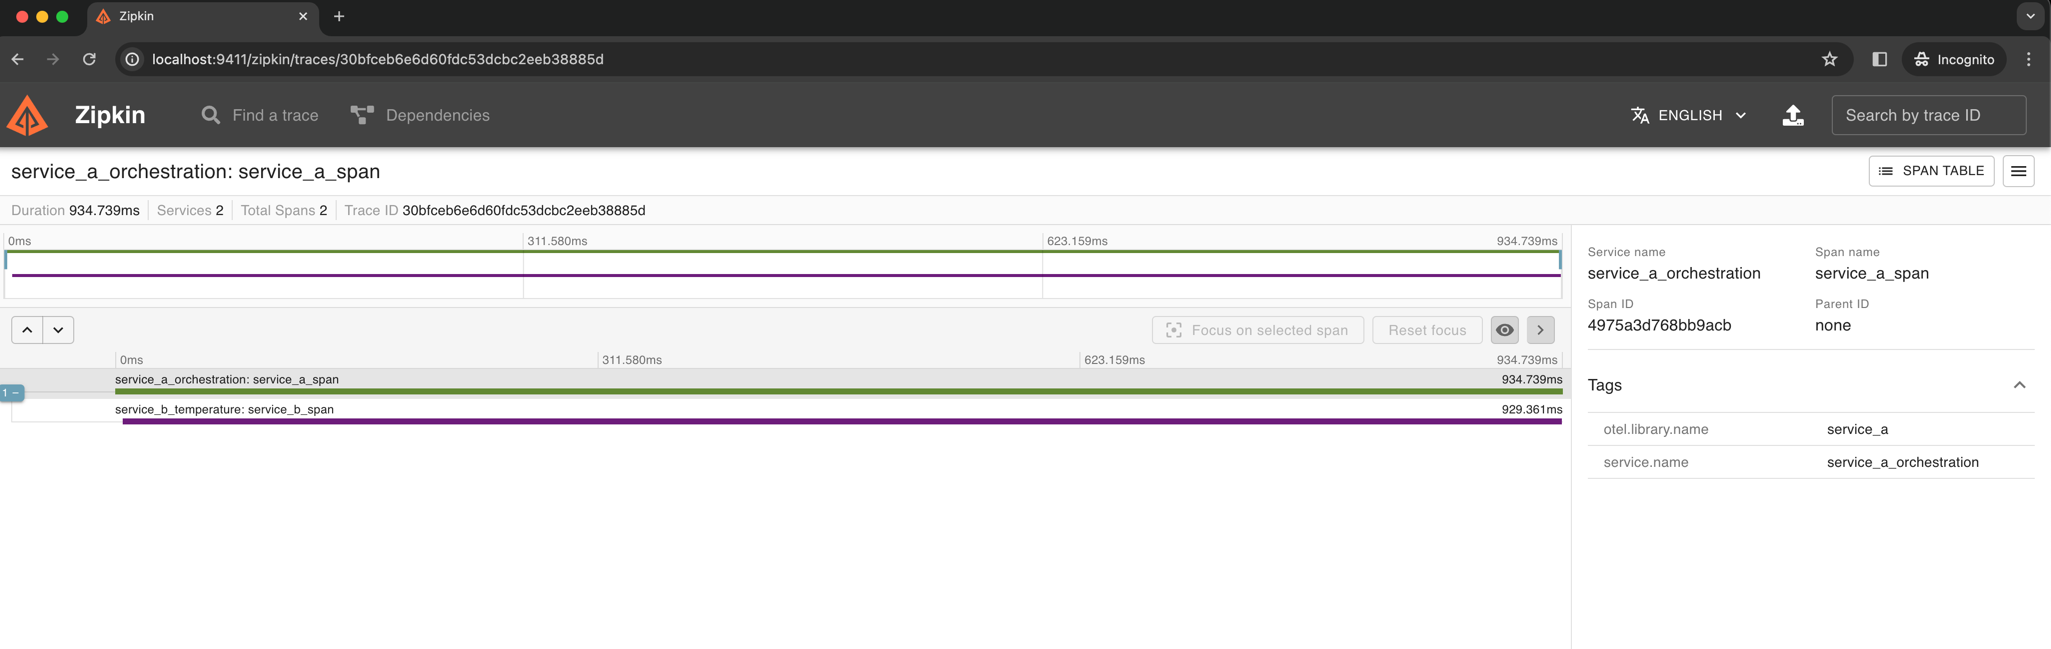 Zipkin
localhost:9411/zipkin/traces/30bfceb6e6d60fdc53dcbc2eeb38885d
Incognito
Zipkin
Find a trace
Dependencies
ENGLISH
Search by trace ID
service_a_orchestration: service_a_span
SPAN TABLE
Duration 934.739ms Services 2 Total Spans 2 Trace ID 30bfceb6e6d60fdc53dcbc2eeb38885d
0ms 311.580ms 623.159ms 934.739ms
Focus on selected span
Reset focus
0ms 311.580ms 623.159ms 934.739ms
service_a_orchestration: service_a_span 934.739ms
1 –
service_b_temperature: service_b_span 929.361ms
Service name
service_a_orchestration
Span name
service_a_span
Span ID
4975a3d768bb9acb
Parent ID
none
Tags
otel.library.name service_a
service.name service_a_orchestration